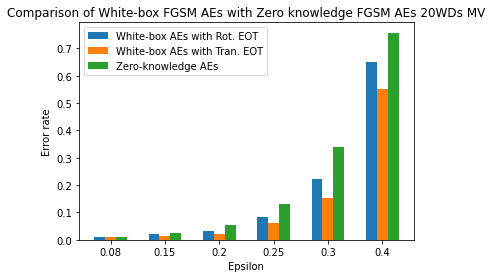 Comparison of White-box FGSM AEs with Zero knowledge FGSM AEs 20WDs MV
White-box AEs with Rot. EOT
White-box AEs with Tran. EOT
Zero-knowledge AEs
Error rate
0.7
0.6
0.5
0.4
0.3
0.2
0.1
0.0
0.08 0.15 0.2 0.25 0.3 0.4
Epsilon